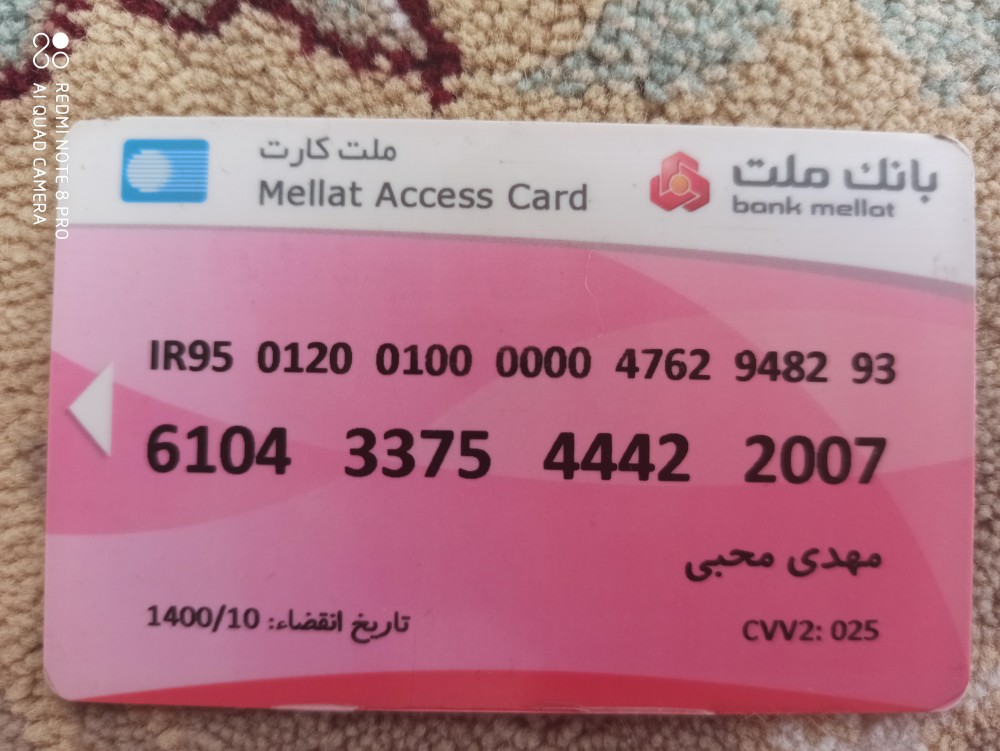 ملت کارت
Mellat Access Card
بانك ملت
bank mellat
IR95 0120 0100 0000 4762 9482 93
6104 3375 4442 2007
مهدی محبی
تاریخ انقضاء: 1400/10
CVV2: 025
REDMI NOTE 8 PRO
AI QUAD CAMERA